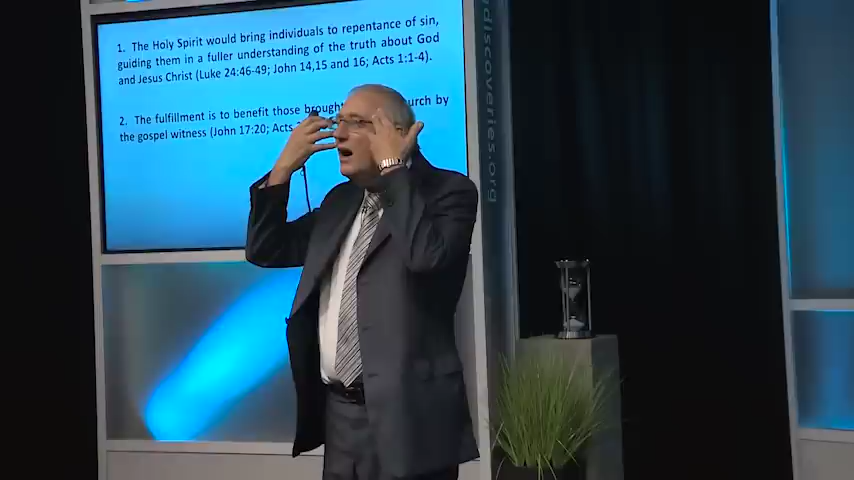 1. The Holy Spirit would bring individuals to repentance of sin,
guiding them in a fuller understanding of the truth about God
and Jesus Christ (Luke 24:46-49; John 14,15 and 16; Acts 1:1-4).
2. The fulfillment is to benefit those by
the gospel witness (John 17:20; Acts
discoveries.org